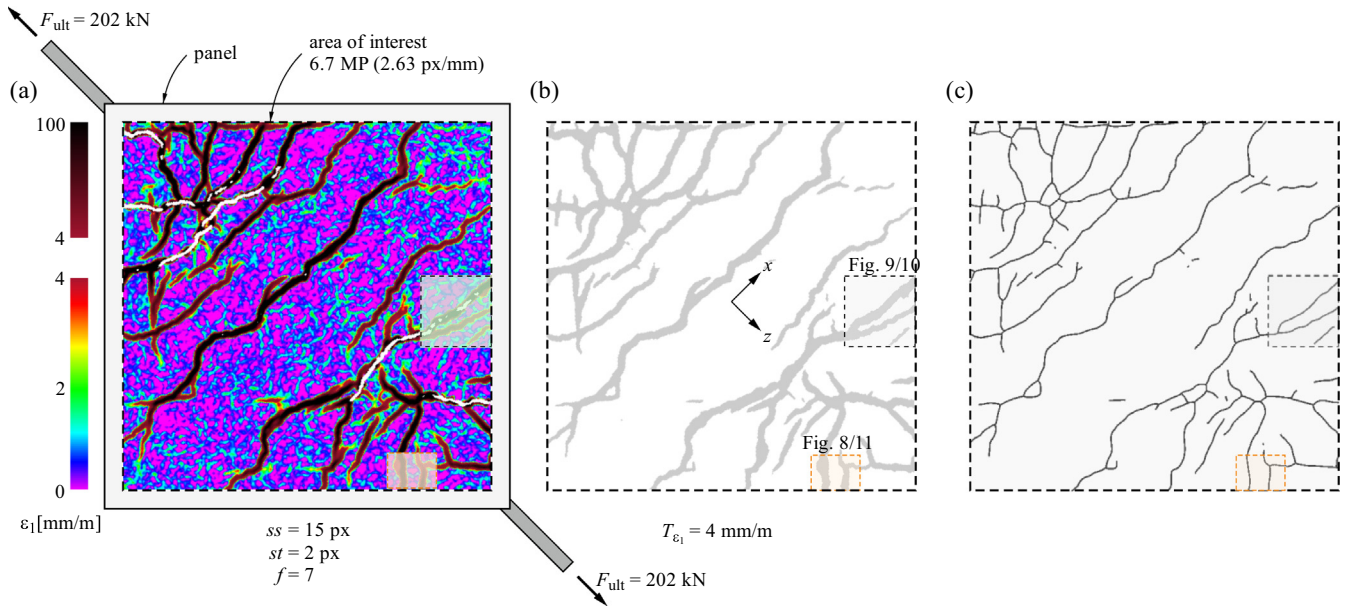 F_ult = 202 kN
panel
area of interest
6.7 MP (2.63 px/mm)
(a)
(b)
(c)
100
4
4
2
0
ε₁[mm/m]
x
z
Fig. 9/10
Fig. 8/11
ss = 15 px
st = 2 px
f = 7
T_ε₁ = 4 mm/m
F_ult = 202 kN